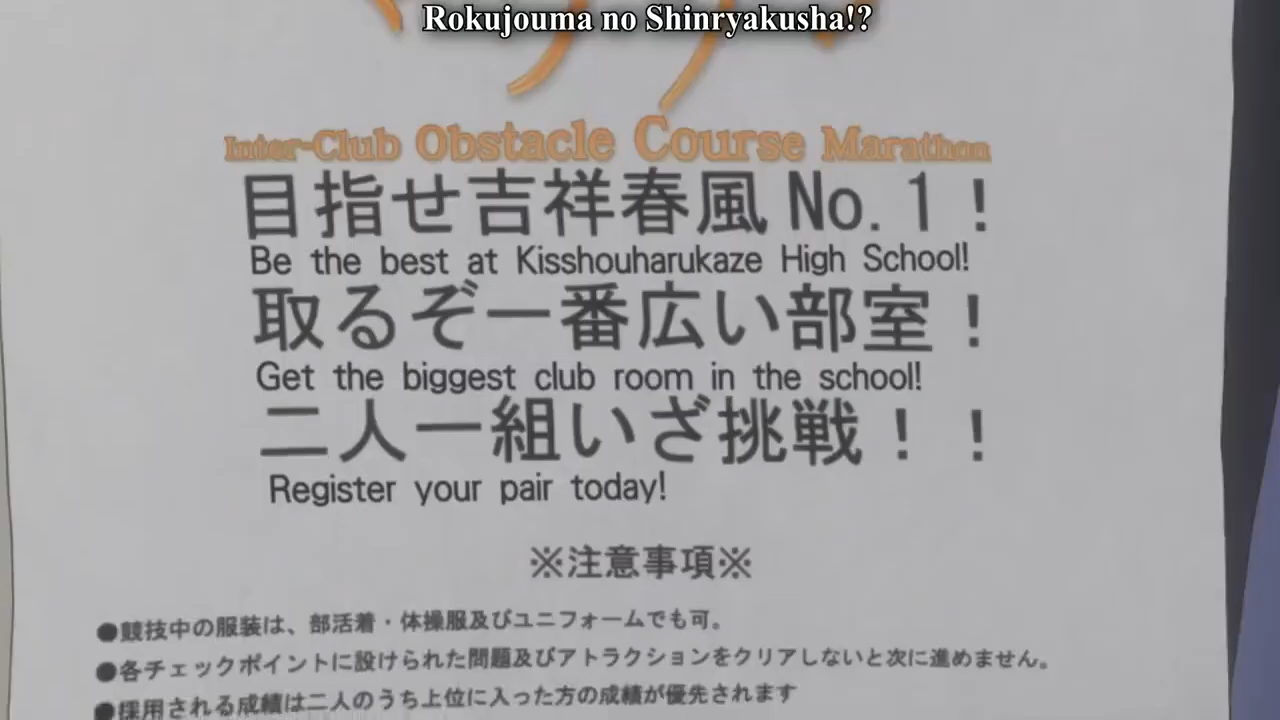 Rokujouma no Shinryakusha!?
Inter-Club Obstacle Course Marathon
目指せ吉祥春風No.1！
Be the best at Kisshouharukaze High School!
取るぞ一番広い部室！
Get the biggest club room in the school!
二人一組いざ挑戦！！
Register your pair today!
※注意事項※
●競技中の服装は、部活着・体操服及びユニフォームでも可。
●各チェックポイントに設けられた問題及びアトラクションをクリアしないと次に進めません。
●採用される成績は二人のうち上位に入った方の成績が優先されます